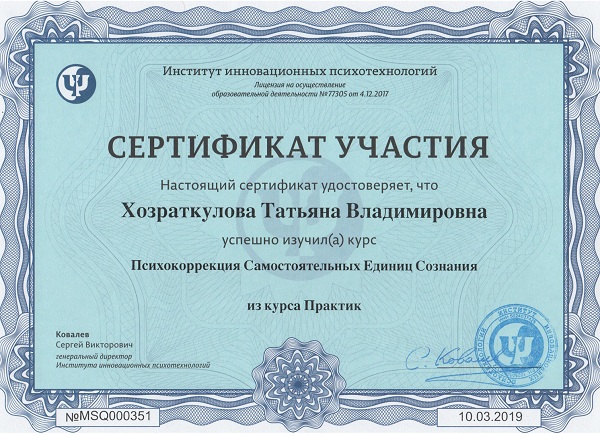 Институт инновационных психотехнологий
Лицензия на осуществление
образовательной деятельности №77305 от 4.12.2017
СЕРТИФИКАТ УЧАСТИЯ
Настоящий сертификат удостоверяет, что
Хозраткулова Татьяна Владимировна
успешно изучил(а) курс
Психокоррекция Самостоятельных Единиц Сознания
из курса Практик
Ковалев
Сергей Викторович
генеральный директор
Института инновационных психотехнологий
ИНСТИТУТ
№MSQ000351
10.03.2019